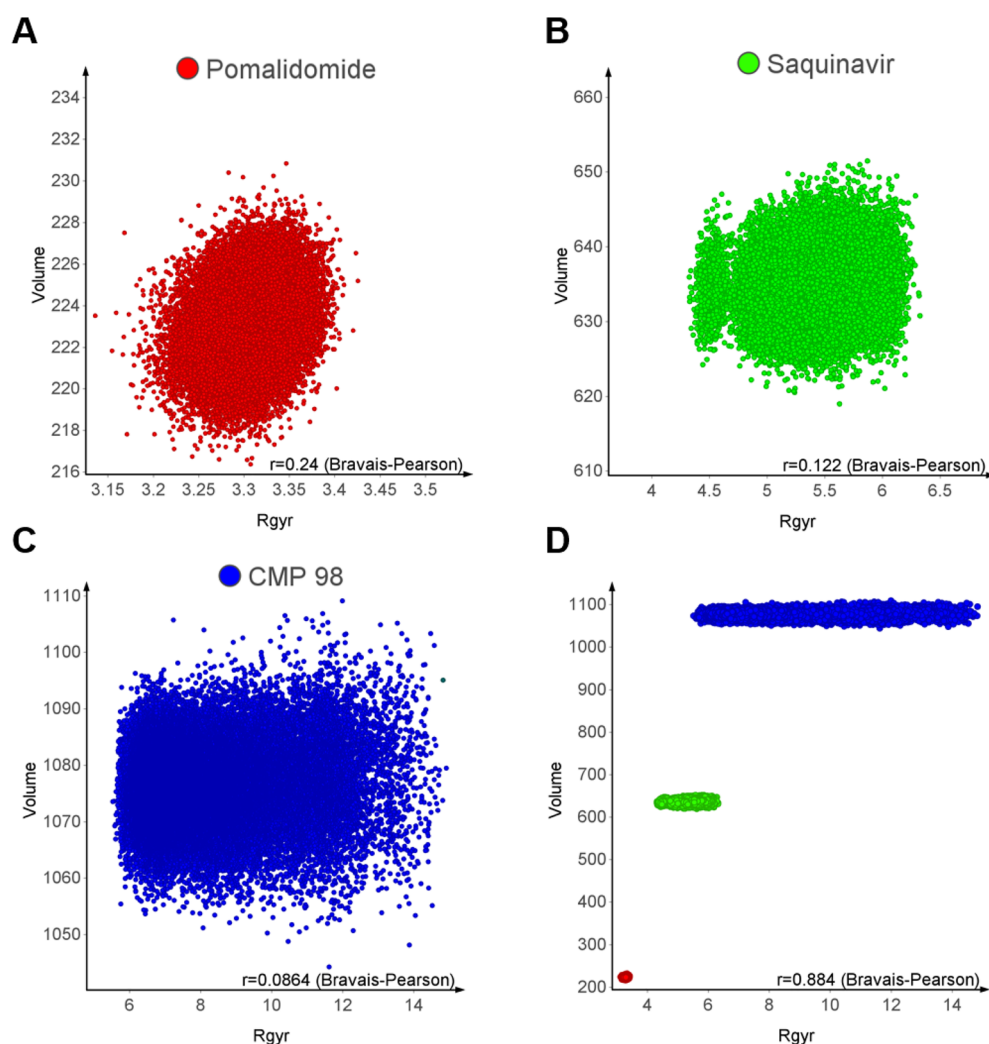 A
Pomalidomide
234
232
230
228
226
224
222
220
218
216
Volume
r=0.24 (Bravais-Pearson)
3.15 3.2 3.25 3.3 3.35 3.4 3.45 3.5
Rgyr
B
Saquinavir
660
650
640
630
620
610
Volume
r=0.122 (Bravais-Pearson)
4 4.5 5 5.5 6 6.5
Rgyr
C
CMP 98
1110
1100
1090
1080
1070
1060
1050
Volume
r=0.0864 (Bravais-Pearson)
6 8 10 12 14
Rgyr
D
1100
1000
900
800
700
600
500
400
300
200
Volume
r=0.884 (Bravais-Pearson)
4 6 8 10 12 14
Rgyr